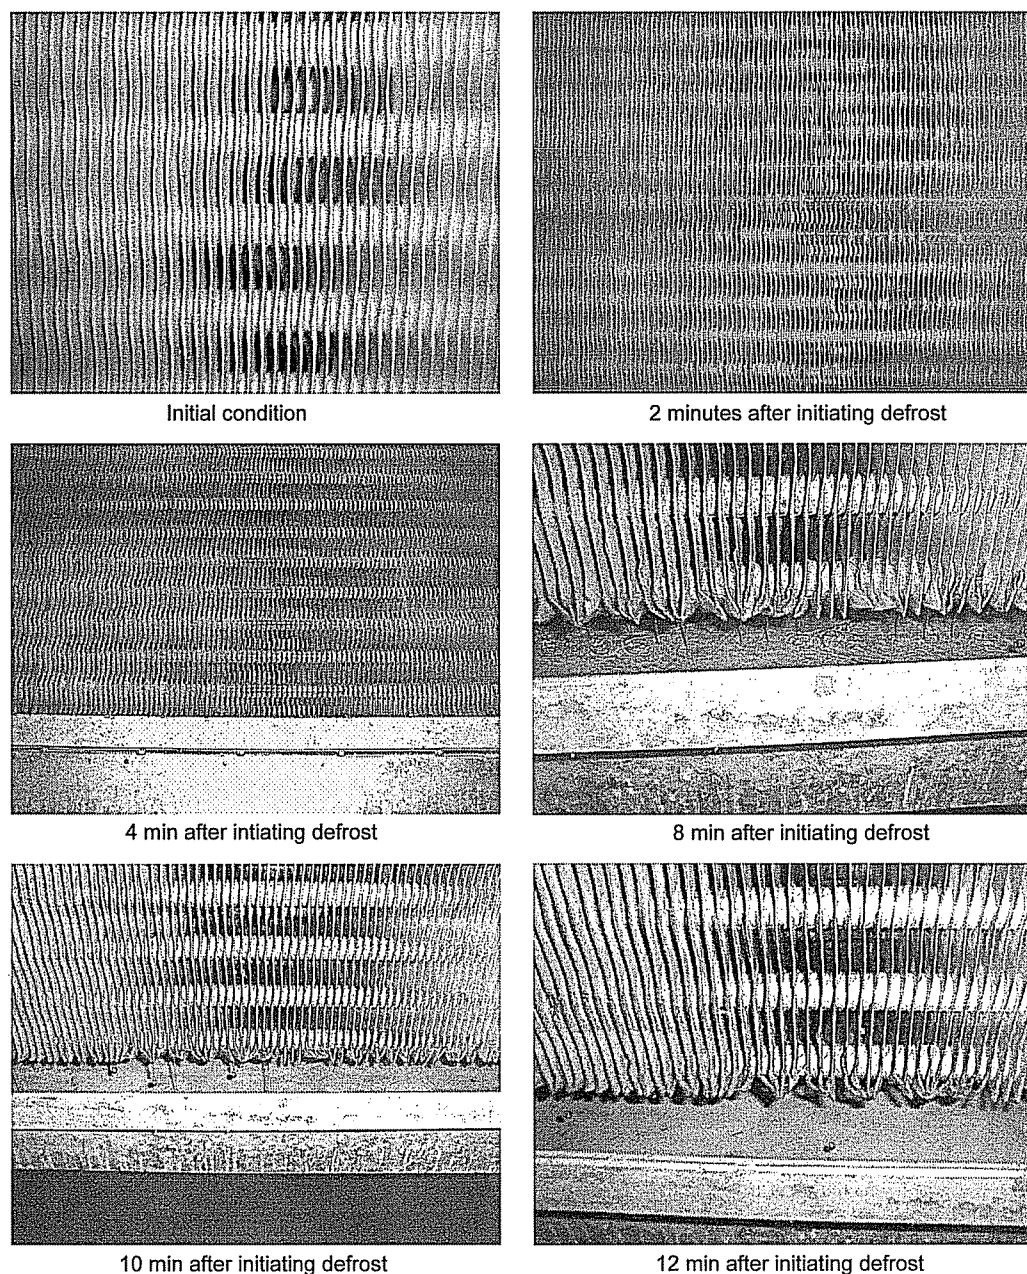 Initial condition
2 minutes after initiating defrost
4 min after intiating defrost
8 min after initiating defrost
10 min after initiating defrost
12 min after initiating defrost